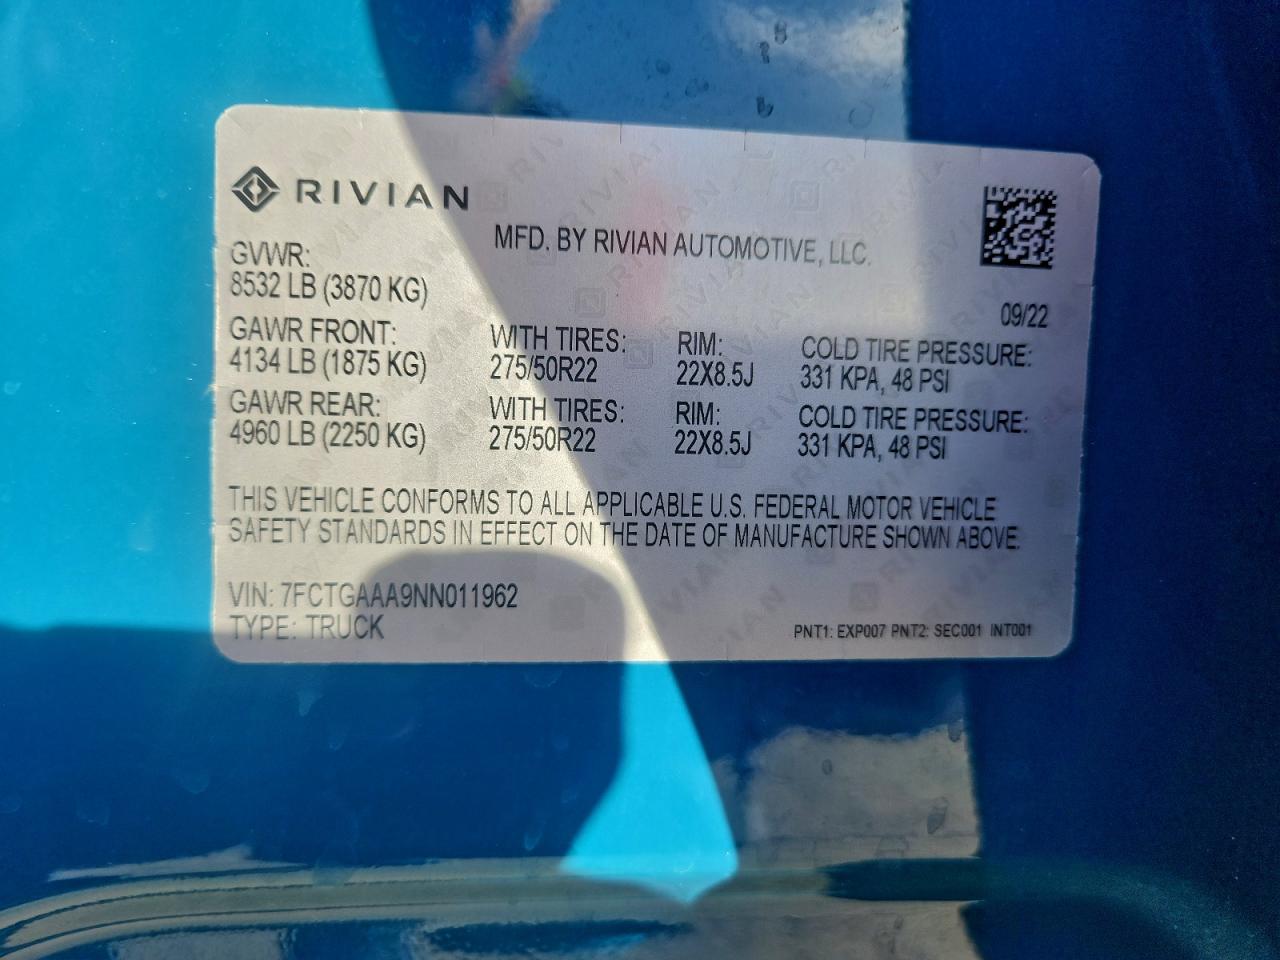 RIVIAN
MFD. BY RIVIAN AUTOMOTIVE, LLC.
GVWR:
8532 LB (3870 KG)
09/22
GAWR FRONT: WITH TIRES: RIM: COLD TIRE PRESSURE:
4134 LB (1875 KG) 275/50R22 22X8.5J 331 KPA, 48 PSI
GAWR REAR: WITH TIRES: RIM: COLD TIRE PRESSURE:
4960 LB (2250 KG) 275/50R22 22X8.5J 331 KPA, 48 PSI
THIS VEHICLE CONFORMS TO ALL APPLICABLE U.S. FEDERAL MOTOR VEHICLE
SAFETY STANDARDS IN EFFECT ON THE DATE OF MANUFACTURE SHOWN ABOVE.
VIN: 7FCTGAAA9NN011962
TYPE: TRUCK
PNT1: EXP007 PNT2: SEC001 INT001